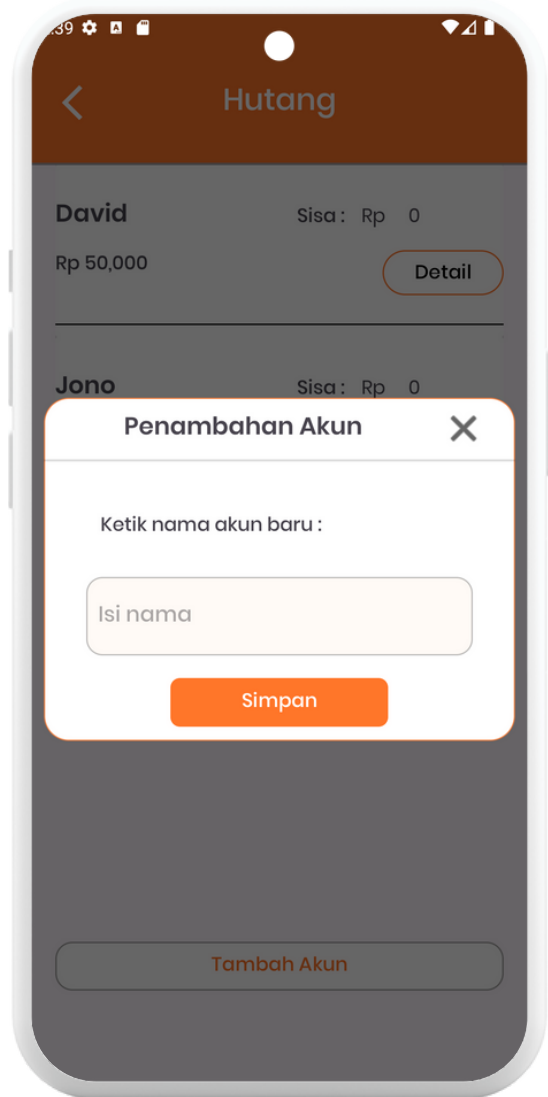 :39
Hutang
David Sisa : Rp 0
Rp 50,000 Detail
Jono Sisa : Rp 0
Penambahan Akun
Ketik nama akun baru :
Isi nama
Simpan
Tambah Akun